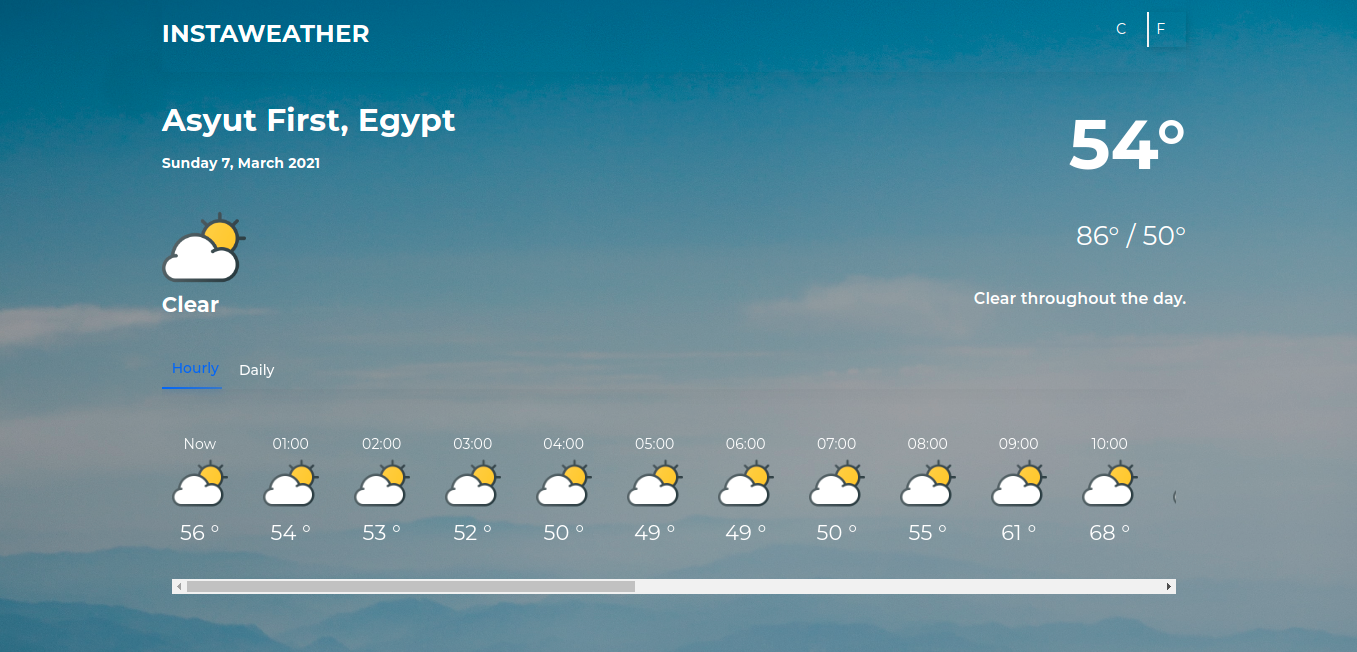 INSTAWEATHER
C F
Asyut First, Egypt
54°
Sunday 7, March 2021
86° / 50°
Clear
Clear throughout the day.
Hourly Daily
Now 01:00 02:00 03:00 04:00 05:00 06:00 07:00 08:00 09:00 10:00
56 ° 54 ° 53 ° 52 ° 50 ° 49 ° 49 ° 50 ° 55 ° 61 ° 68 °